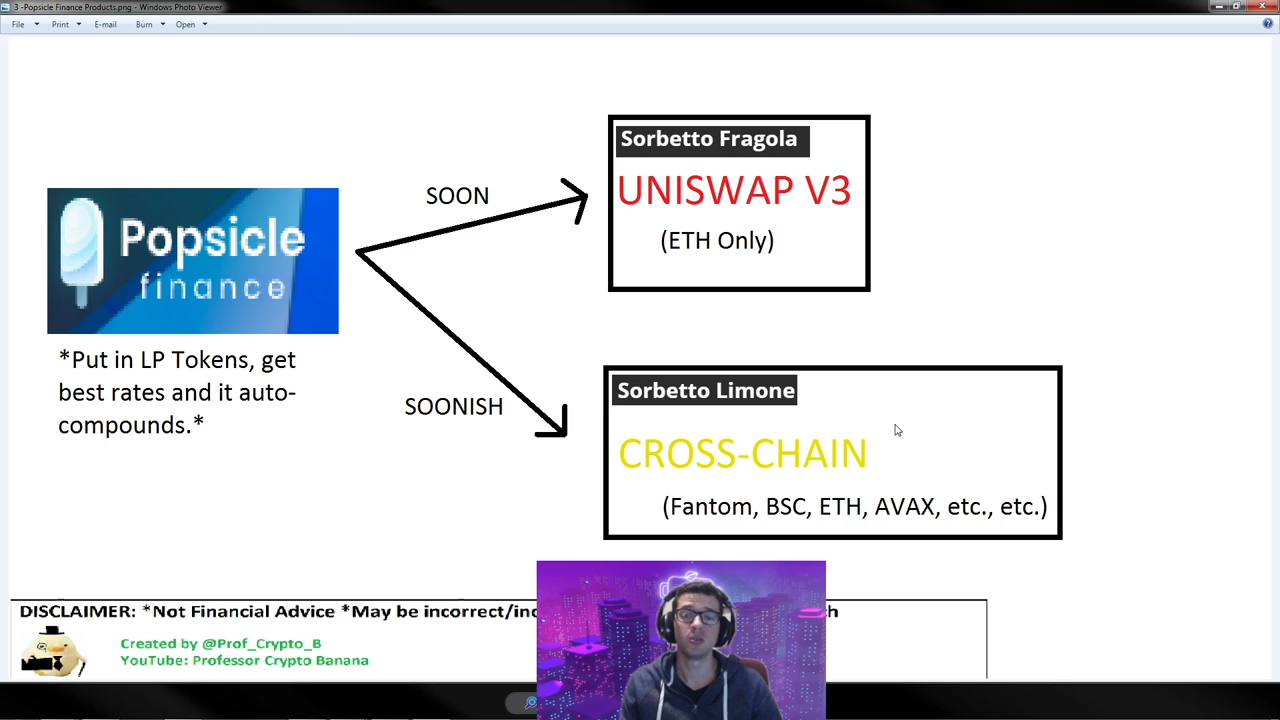 3 -Popsicle Finance Products.png - Windows Photo Viewer
File Print E-mail Burn Open
Sorbetto Fragola
UNISWAP V3
(ETH Only)
SOON
Popsicle
finance
*Put in LP Tokens, get
best rates and it auto-
compounds.*
SOONISH
Sorbetto Limone
CROSS-CHAIN
(Fantom, BSC, ETH, AVAX, etc., etc.)
DISCLAIMER: *Not Financial Advice *May be
Created by @Prof_Crypto_B
YouTube: Professor Crypto Banana